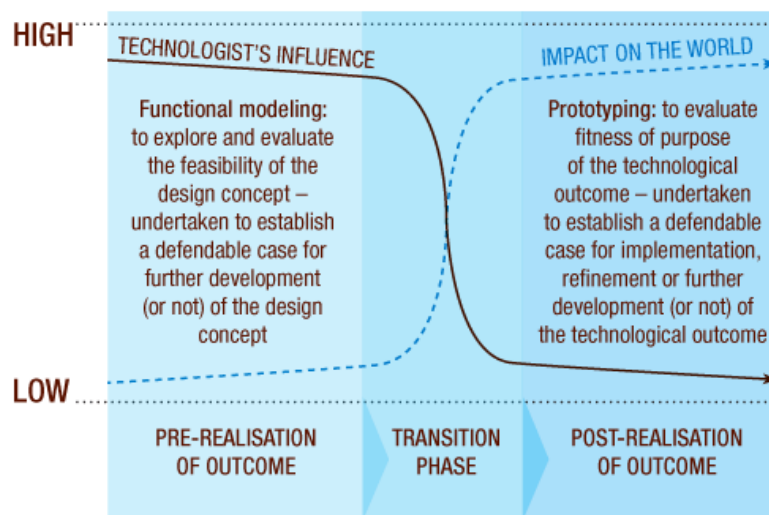 HIGH
TECHNOLOGIST'S INFLUENCE
IMPACT ON THE WORLD
Functional modeling:
to explore and evaluate
the feasibility of the
design concept –
undertaken to establish
a defendable case for
further development
(or not) of the design
concept
Prototyping: to evaluate
fitness of purpose
of the technological
outcome – undertaken
to establish a defendable
case for implementation,
refinement or further
development (or not) of
the technological outcome
LOW
PRE-REALISATION
OF OUTCOME
TRANSITION
PHASE
POST-REALISATION
OF OUTCOME